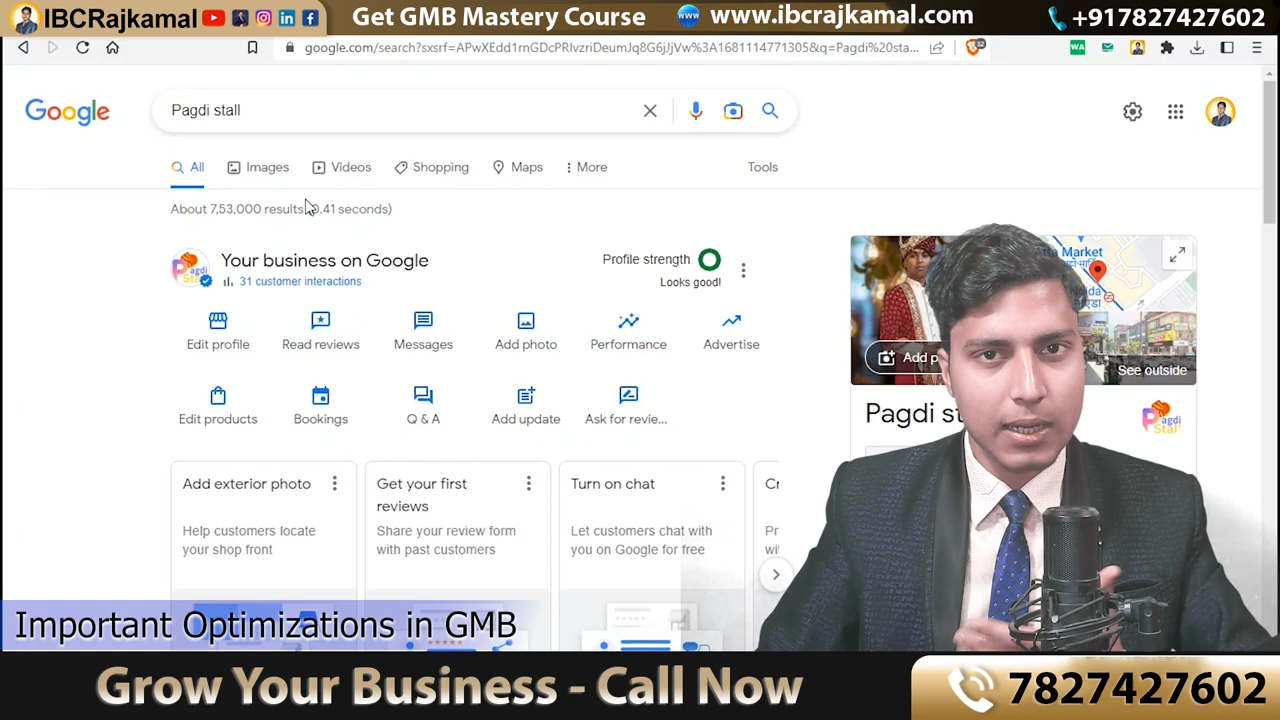 IBCRajkamal
Get GMB Mastery Course
www.ibcrajkamal.com
+917827427602
google.com/search?sxsrf=APwXEdd1rnGDcPRIvzriDeumJq8G6jJjVw%3A1681114771305&q=Pagdi%20sta...
Google
Pagdi stall
All
Images
Videos
Shopping
Maps
More
Tools
About 7,53,000 results
.41 seconds)
Your business on Google
31 customer interactions
Profile strength
Looks good!
Edit profile
Read reviews
Messages
Add photo
Performance
Advertise
Edit products
Bookings
Q & A
Add update
Ask for revie...
Add exterior photo
Help customers locate
your shop front
Get your first
reviews
Share your review form
with past customers
Turn on chat
Let customers chat with
you on Google for free
Market
Add p
See outside
Pagdi st
Pagdi
Stal
Important Optimizations in GMB
Grow Your Business - Call Now
7827427602